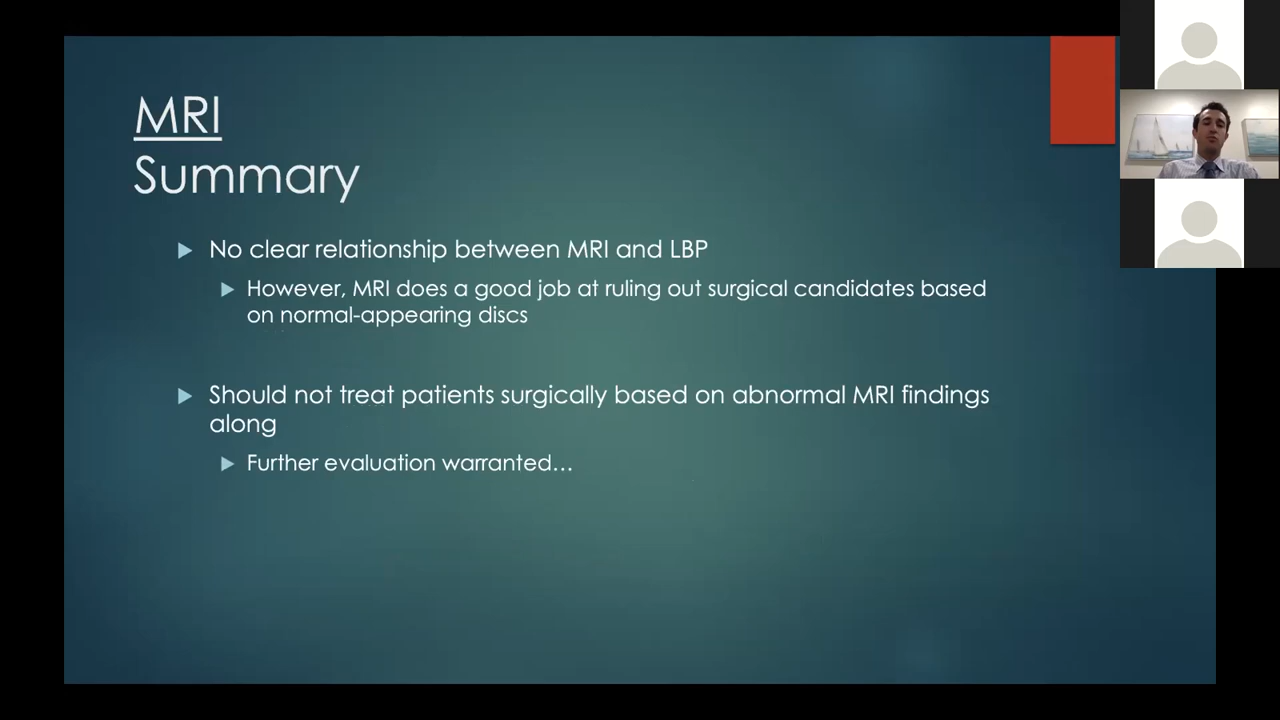 MRI
Summary
No clear relationship between MRI and LBP
However, MRI does a good job at ruling out surgical candidates based
on normal-appearing discs
Should not treat patients surgically based on abnormal MRI findings
along
Further evaluation warranted…